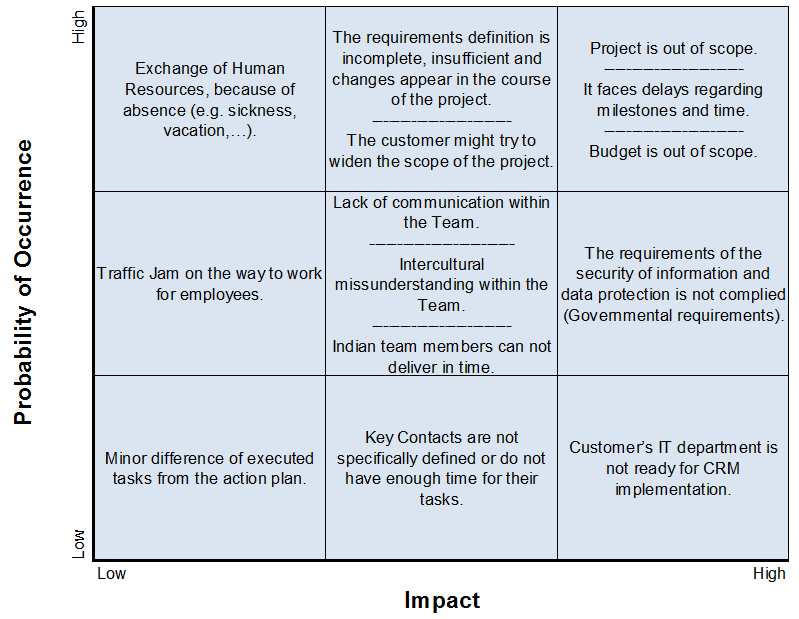 High
Exchange of Human
Resources, because of
absence (e.g. sickness,
vacation,…).
The requirements definition is
incomplete, insufficient and
changes appear in the course
of the project.
-------------------------------
The customer might try to
widen the scope of the project.
Project is out of scope.
-------------------------------
It faces delays regarding
milestones and time.
-------------------------------
Budget is out of scope.
Probability of Occurrence
Traffic Jam on the way to work
for employees.
Lack of communication within
the Team.
--------------------------------
Intercultural
missunderstanding within the
Team.
-------------------------------
Indian team members can not
deliver in time.
The requirements of the
security of information and
data protection is not complied
(Governmental requirements).
Minor difference of executed
tasks from the action plan.
Key Contacts are not
specifically defined or do not
have enough time for their
tasks.
Customer’s IT department is
not ready for CRM
implementation.
Low
Low
High
Impact